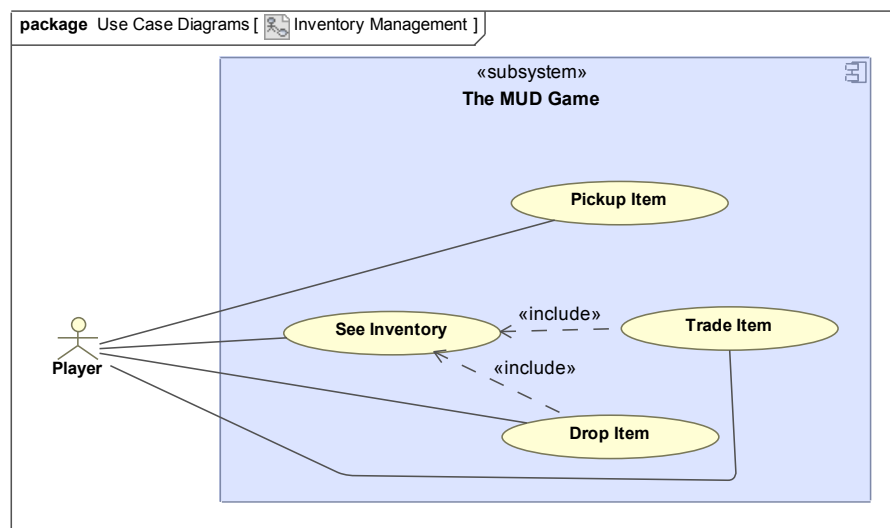 package Use Case Diagrams [ Inventory Management ]
«subsystem»
The MUD Game
Pickup Item
«include»
See Inventory
Trade Item
Player
«include»
Drop Item